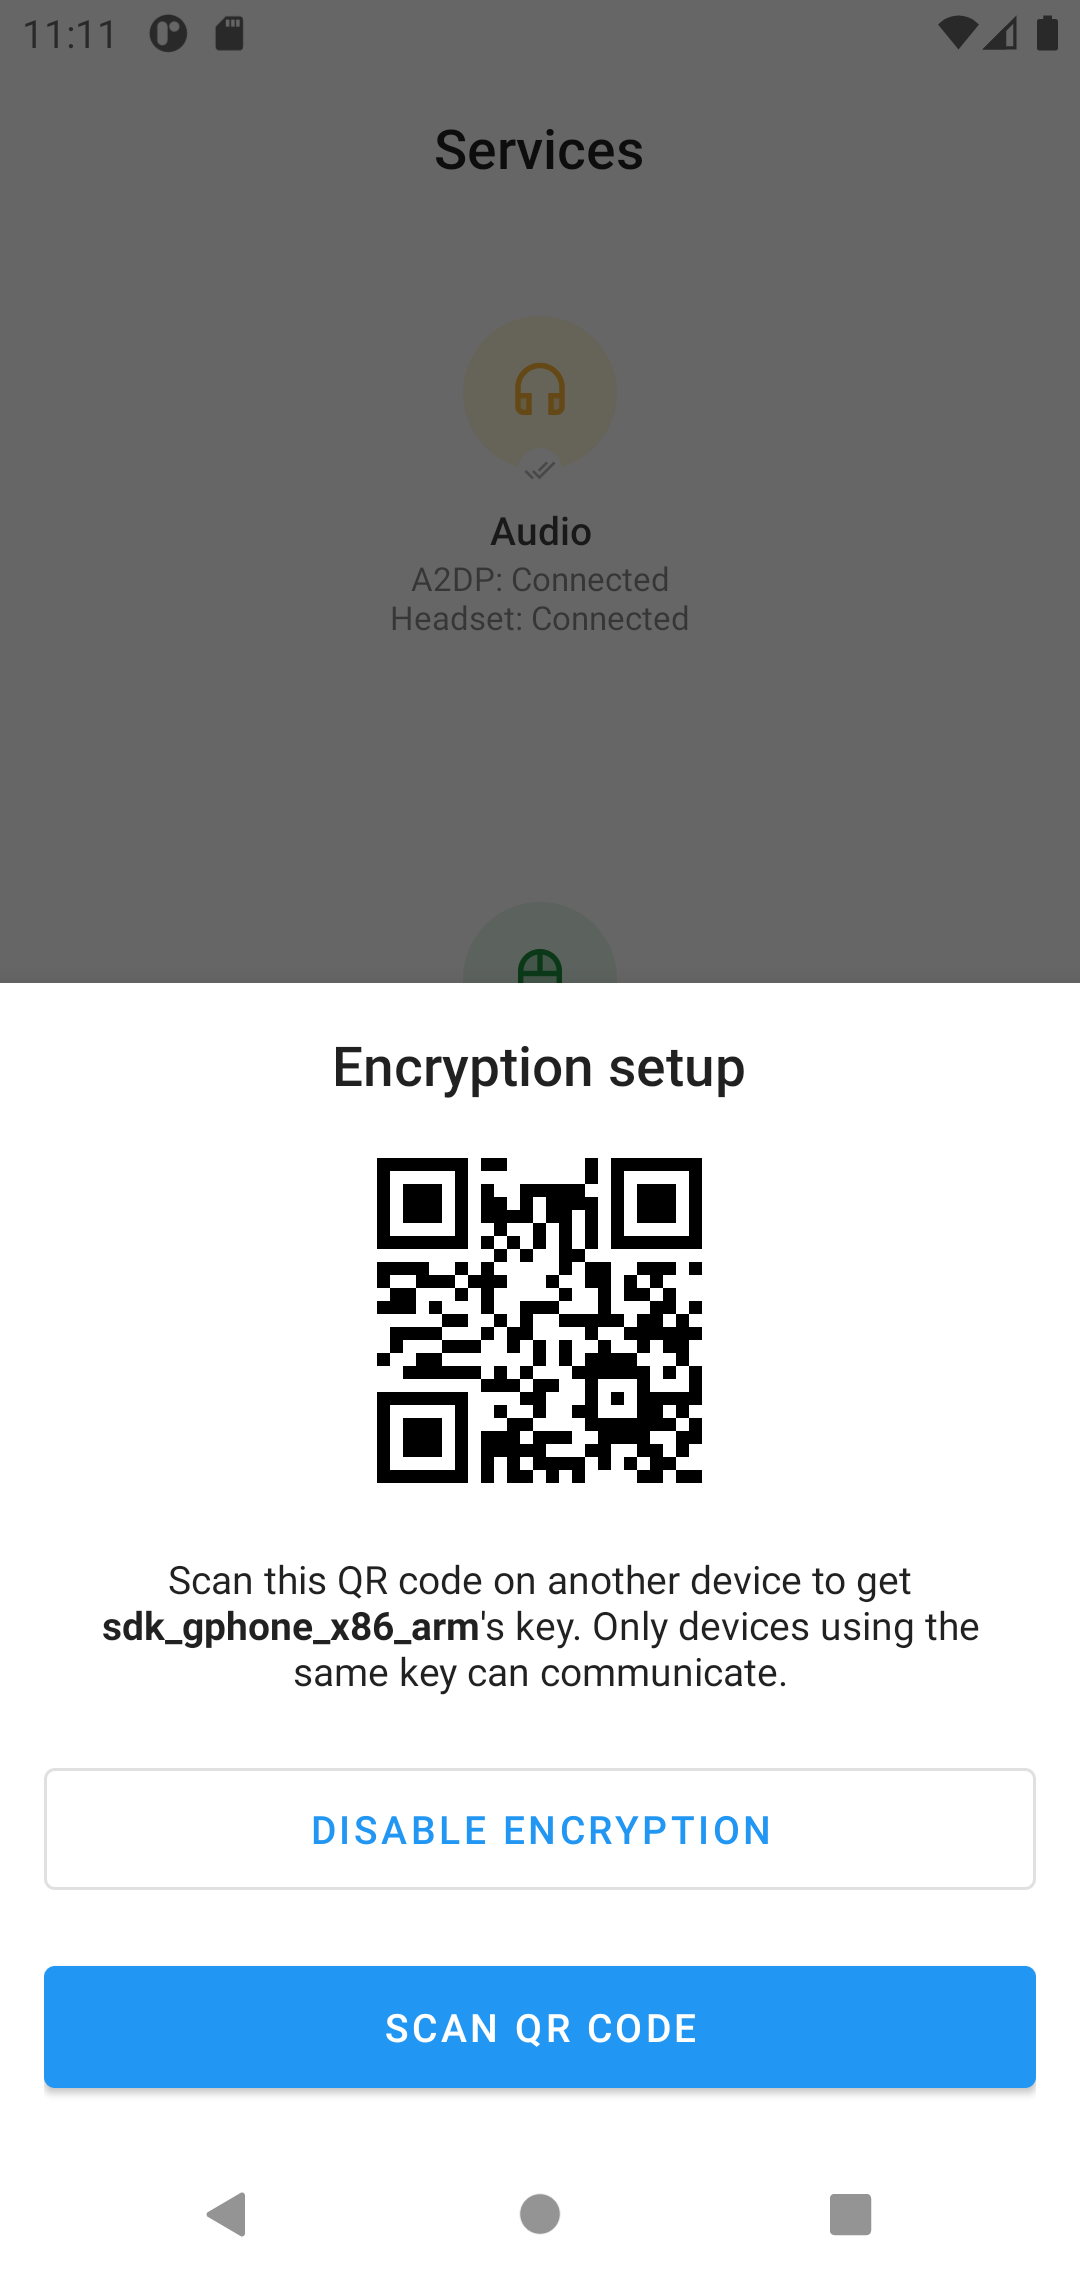 11:11
Services
Audio
A2DP: Connected
Headset: Connected
Encryption setup
Scan this QR code on another device to get
sdk_gphone_x86_arm's key. Only devices using the
same key can communicate.
DISABLE ENCRYPTION
SCAN QR CODE